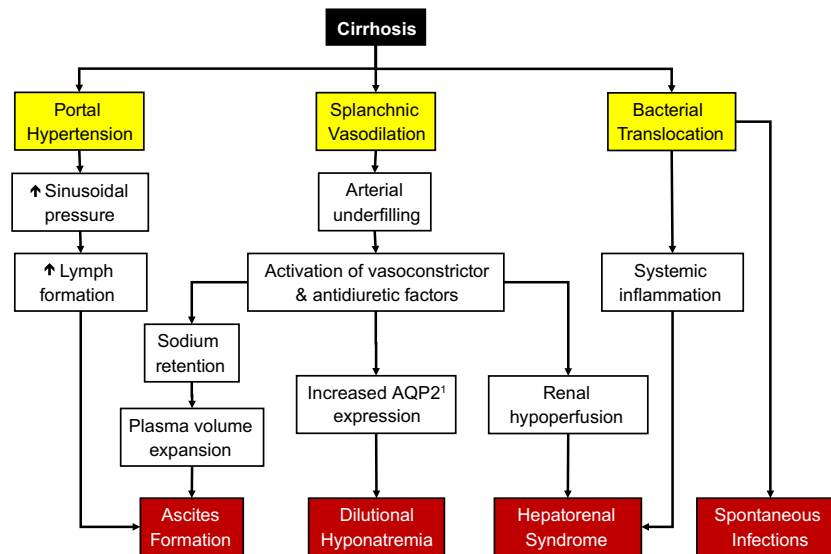 Cirrhosis
Portal
Hypertension
Splanchnic
Vasodilation
Bacterial
Translocation
↑ Sinusoidal
pressure
Arterial
underfilling
↑ Lymph
formation
Activation of vasoconstrictor
& antidiuretic factors
Systemic
inflammation
Sodium
retention
Increased AQP2¹
expression
Renal
hypoperfusion
Plasma volume
expansion
Ascites
Formation
Dilutional
Hyponatremia
Hepatorenal
Syndrome
Spontaneous
Infections